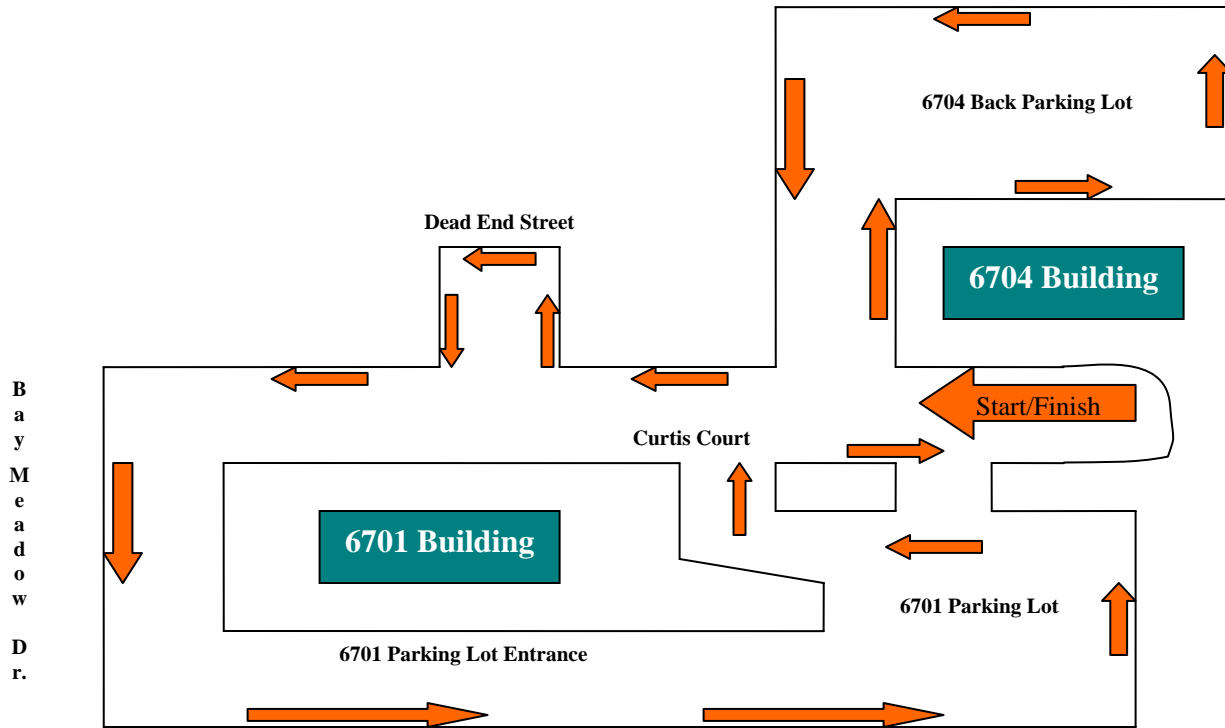 6704 Back Parking Lot
Dead End Street
6704 Building
Start/Finish
Curtis Court
B
a
y
M
e
a
d
o
w
D
r.
6701 Building
6701 Parking Lot
6701 Parking Lot Entrance